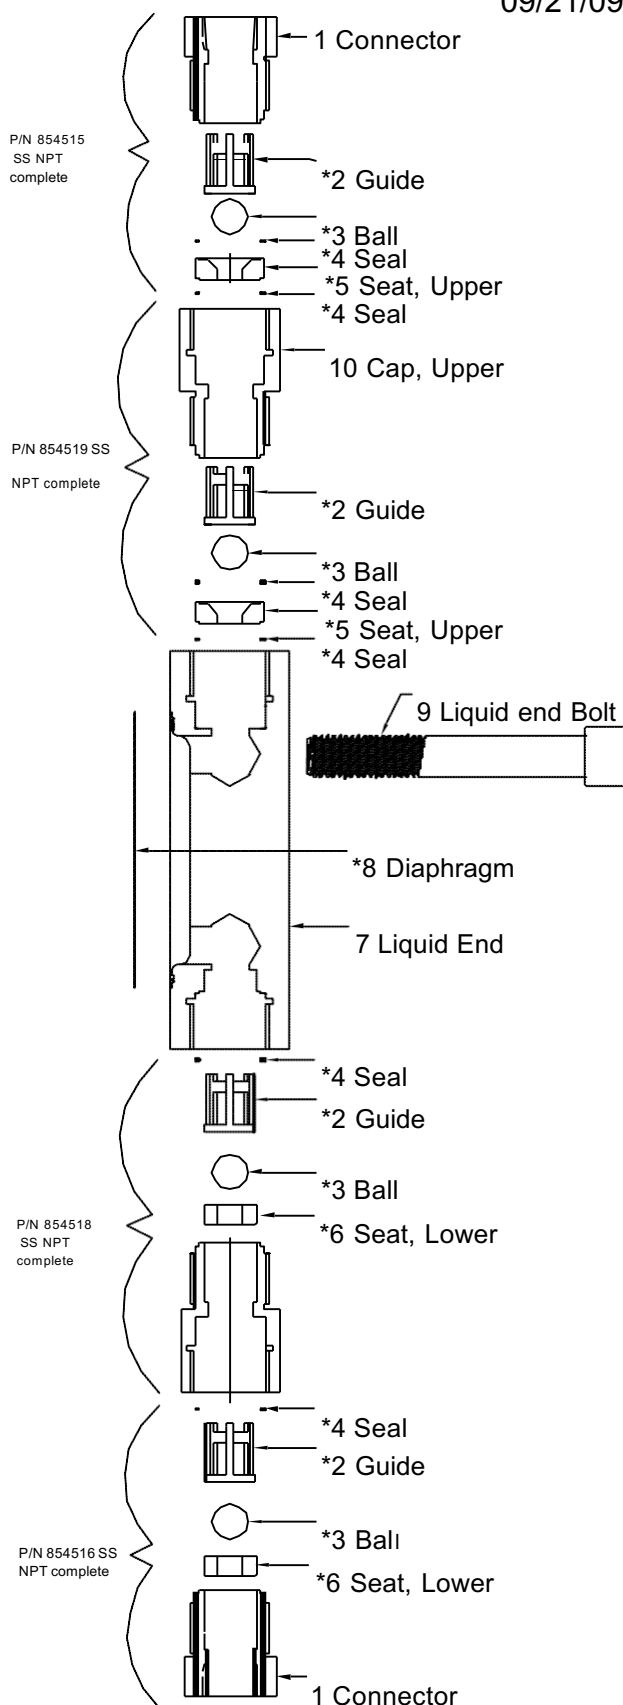 09/21/09
1 Connector
P/N 854515
SS NPT
complete
*2 Guide
*3 Ball
*4 Seal
*5 Seat, Upper
*4 Seal
10 Cap, Upper
P/N 854519 SS
NPT complete
*2 Guide
*3 Ball
*4 Seal
*5 Seat, Upper
*4 Seal
9 Liquid end Bolt
*8 Diaphragm
7 Liquid End
*4 Seal
*2 Guide
*3 Ball
*6 Seat, Lower
P/N 854518
SS NPT
complete
*4 Seal
*2 Guide
*3 Ball
P/N 854516 SS
NPT complete
*6 Seat, Lower
1 Connector